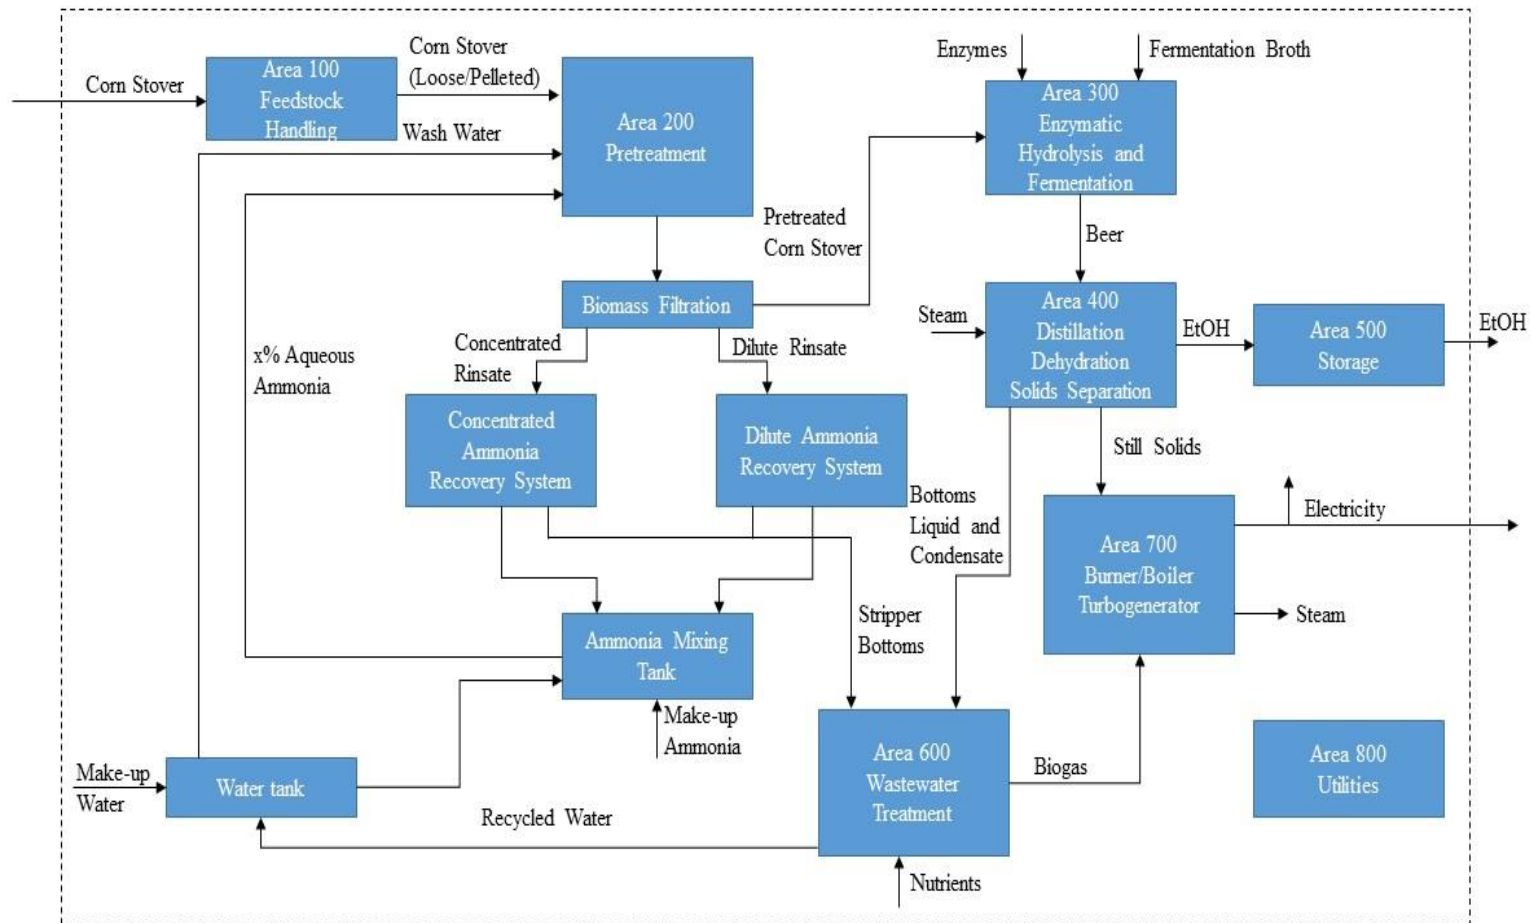 Corn Stover
Area 100
Feedstock
Handling
Corn Stover
(Loose/Pelleted)
Wash Water
Area 200
Pretreatment
Enzymes
Fermentation Broth
Area 300
Enzymatic
Hydrolysis and
Fermentation
Pretreated
Corn Stover
Beer
Biomass Filtration
Steam
Area 400
Distillation
Dehydration
Solids Separation
EtOH
Area 500
Storage
EtOH
x% Aqueous
Ammonia
Concentrated
Rinsate
Dilute Rinsate
Concentrated
Ammonia
Recovery System
Dilute Ammonia
Recovery System
Still Solids
Bottoms
Liquid and
Condensate
Area 700
Burner/Boiler
Turbogenerator
Electricity
Steam
Stripper
Bottoms
Ammonia Mixing
Tank
Make-up
Ammonia
Make-up
Water
Water tank
Recycled Water
Area 600
Wastewater
Treatment
Biogas
Area 800
Utilities
Nutrients